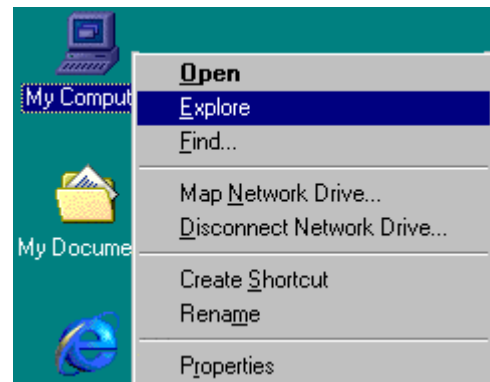 My Comput
Open
Explore
Find...
Map Network Drive...
Disconnect Network Drive...
My Docume
Create Shortcut
Rename
Properties